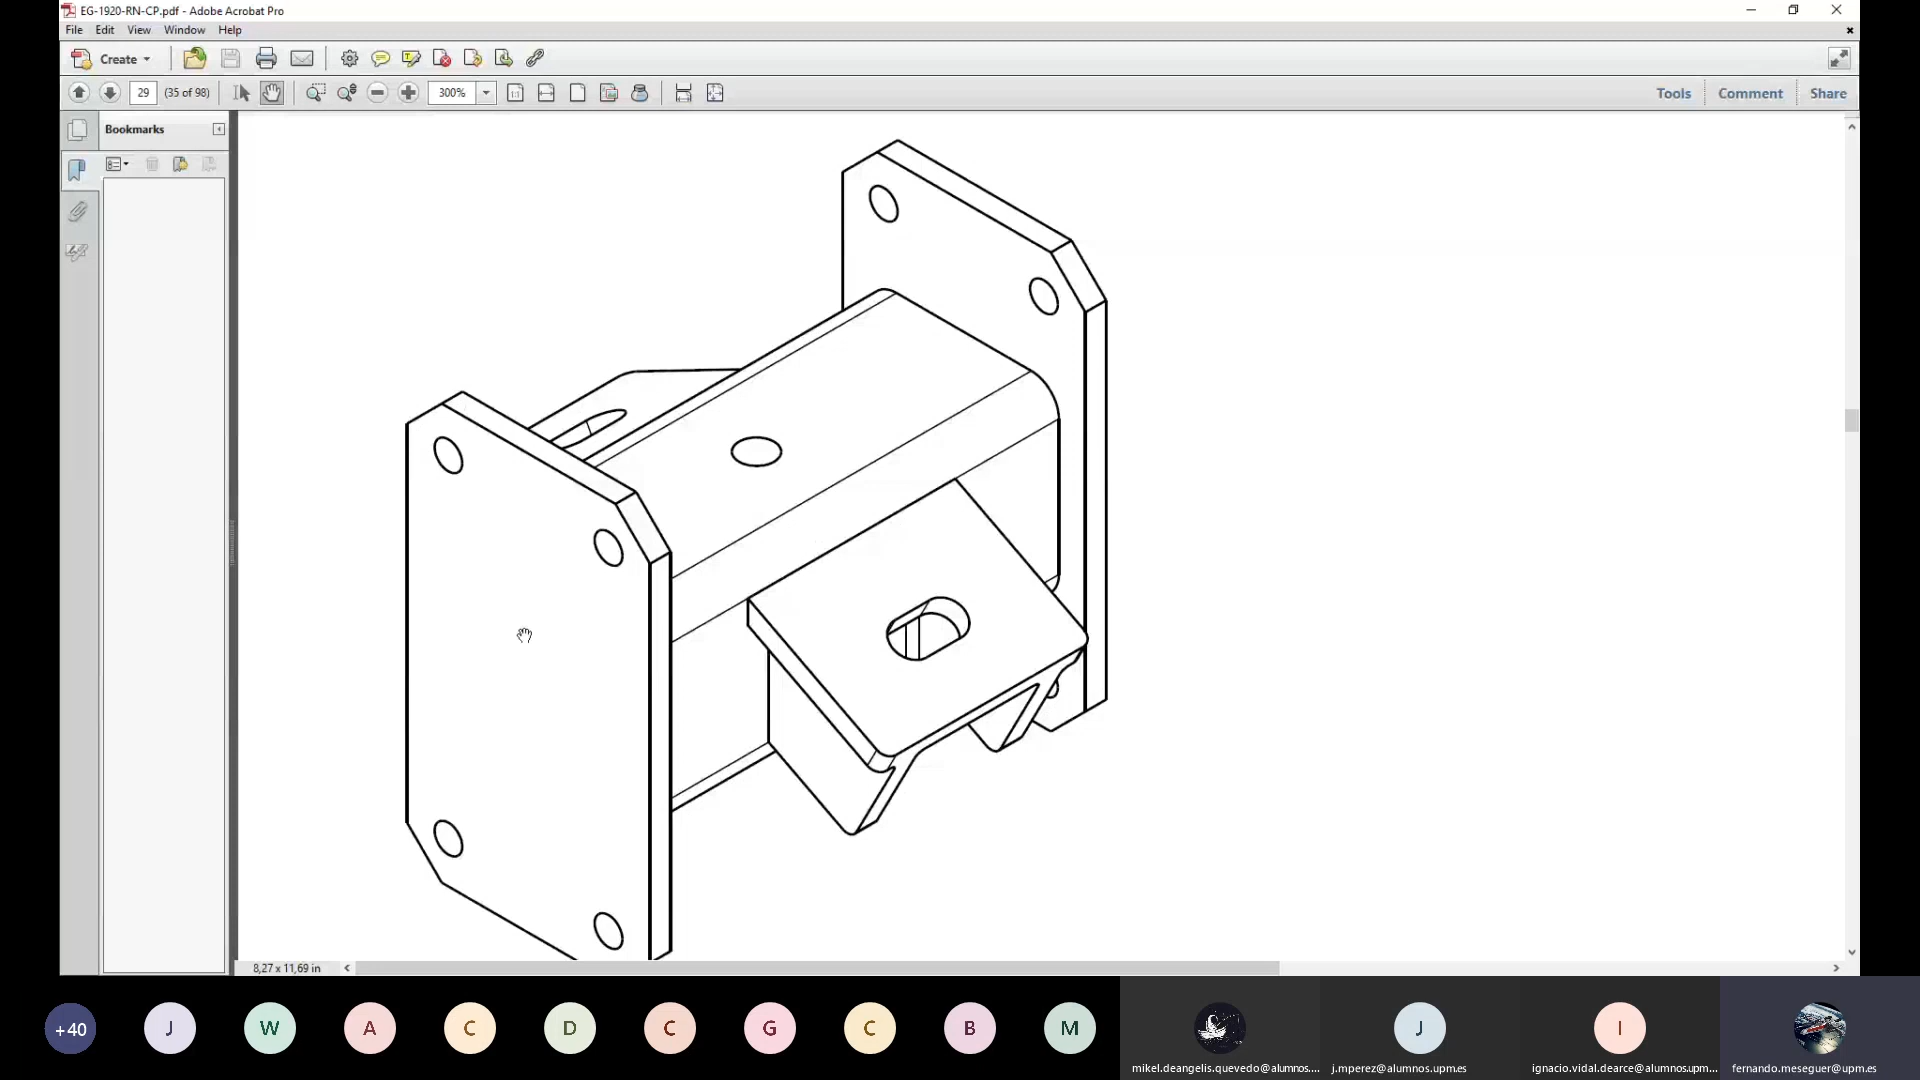 EG-1920-RN-CP.pdf - Adobe Acrobat Pro
File Edit View Window Help
Create
29 (35 of 98) 300% Tools Comment Share
Bookmarks
8,27 x 11,69 in
+40 J W A C D C G C B M J I
mikel.deangelis.quevedo@alumnos.... j.mperez@alumnos.upm.es ignacio.vidal.dearce@alumnos.upm... fernando.meseguer@upm.es